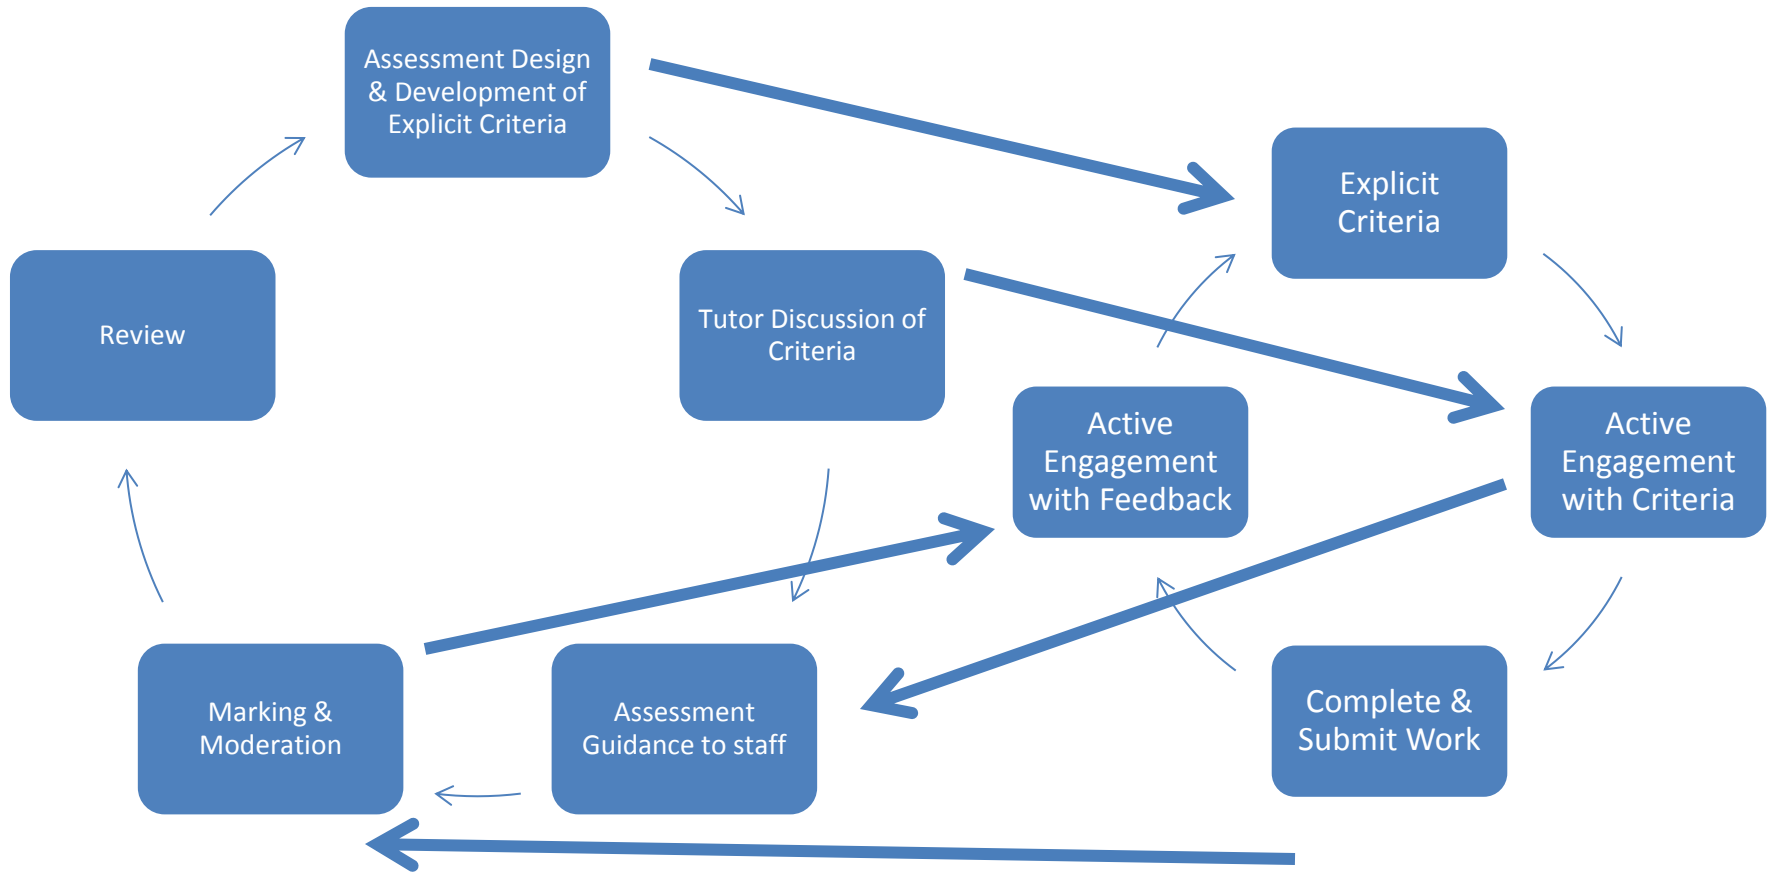 Assessment Design
& Development of
Explicit Criteria
Explicit
Criteria
Review
Tutor Discussion of
Criteria
Active
Engagement
with Feedback
Active
Engagement
with Criteria
Marking &
Moderation
Assessment
Guidance to staff
Complete &
Submit Work